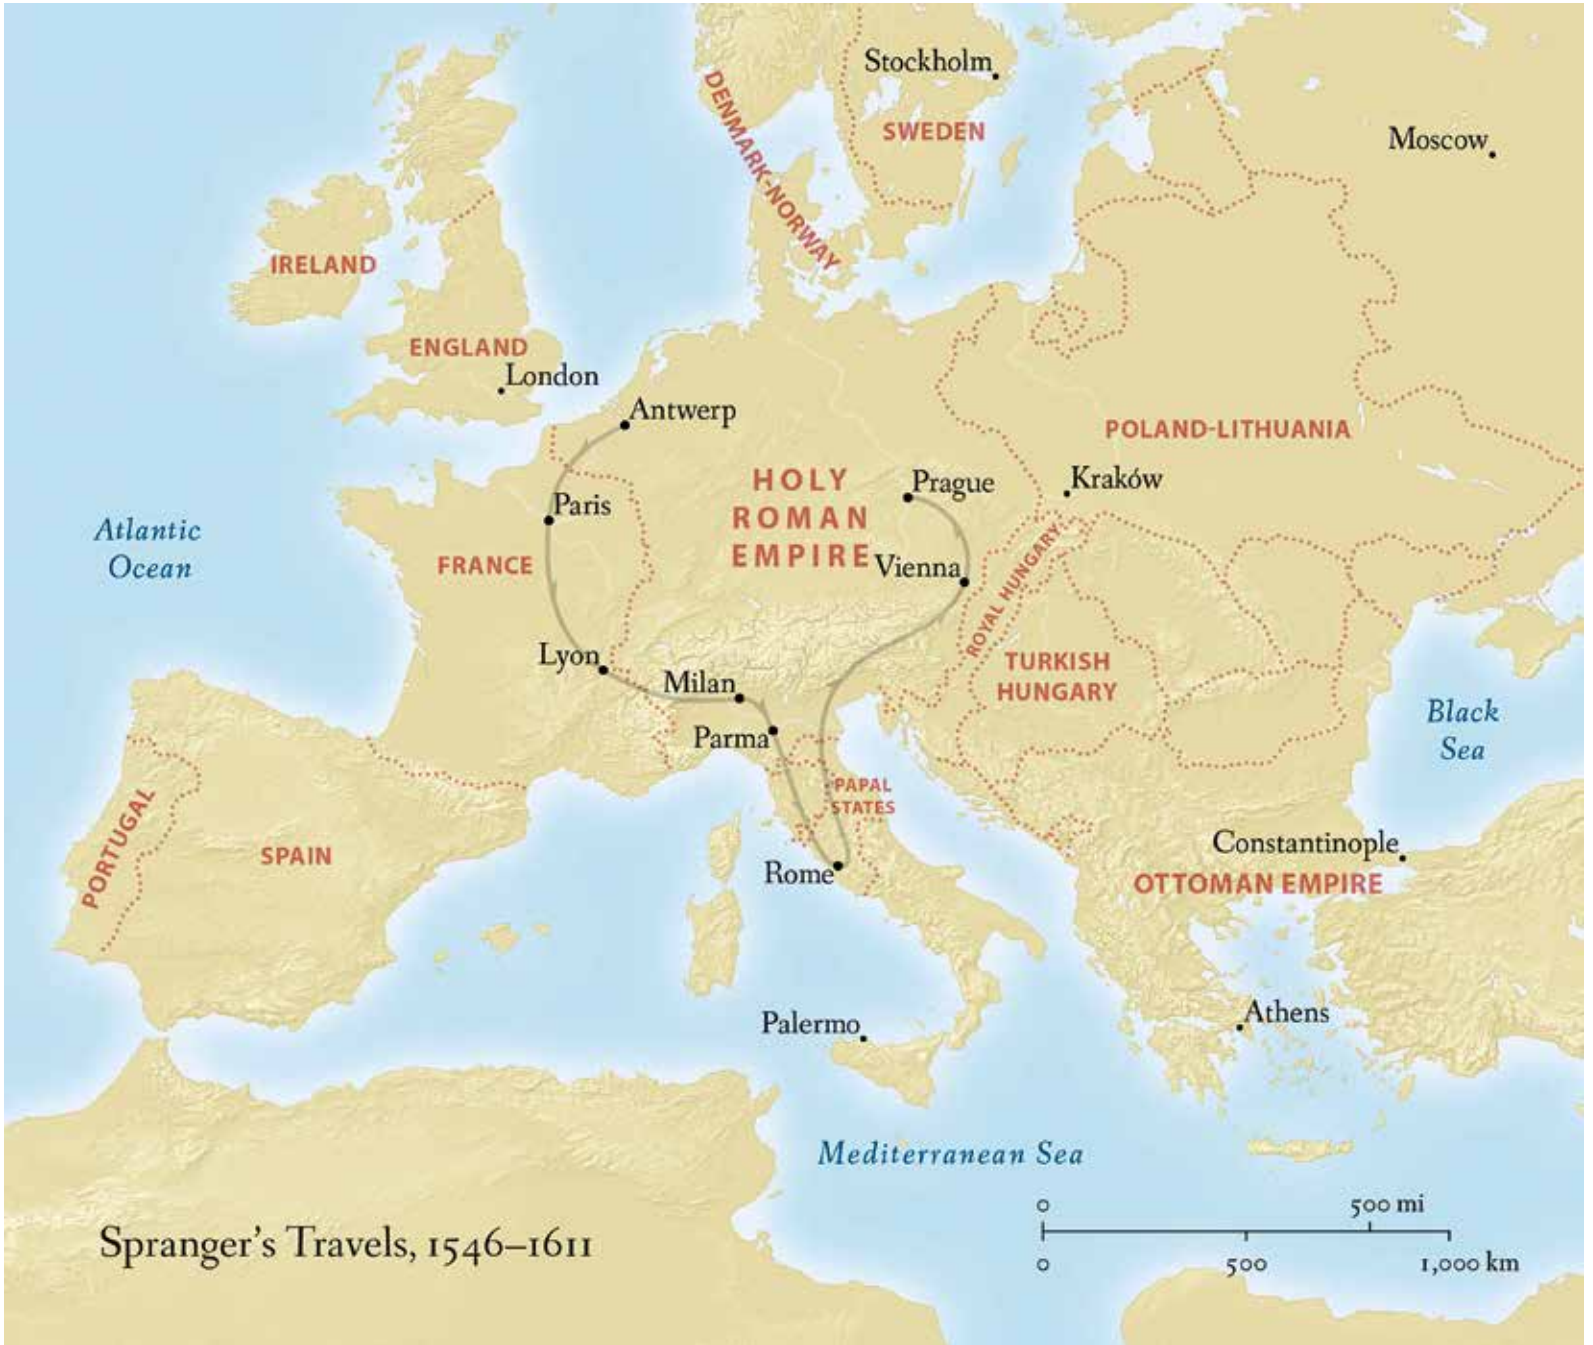 Stockholm
DENMARK-NORWAY
SWEDEN
Moscow
IRELAND
ENGLAND
London
Antwerp
POLAND-LITHUANIA
HOLY
ROMAN
EMPIRE
Prague
Kraków
Paris
Atlantic
Ocean
FRANCE
Vienna
ROYAL HUNGARY
Lyon
Milan
TURKISH
HUNGARY
Parma
Black
Sea
PAPAL
STATES
PORTUGAL
SPAIN
Rome
Constantinople
OTTOMAN EMPIRE
Palermo
Athens
Mediterranean Sea
0 500 mi
0 500 1,000 km
Spranger’s Travels, 1546–1611